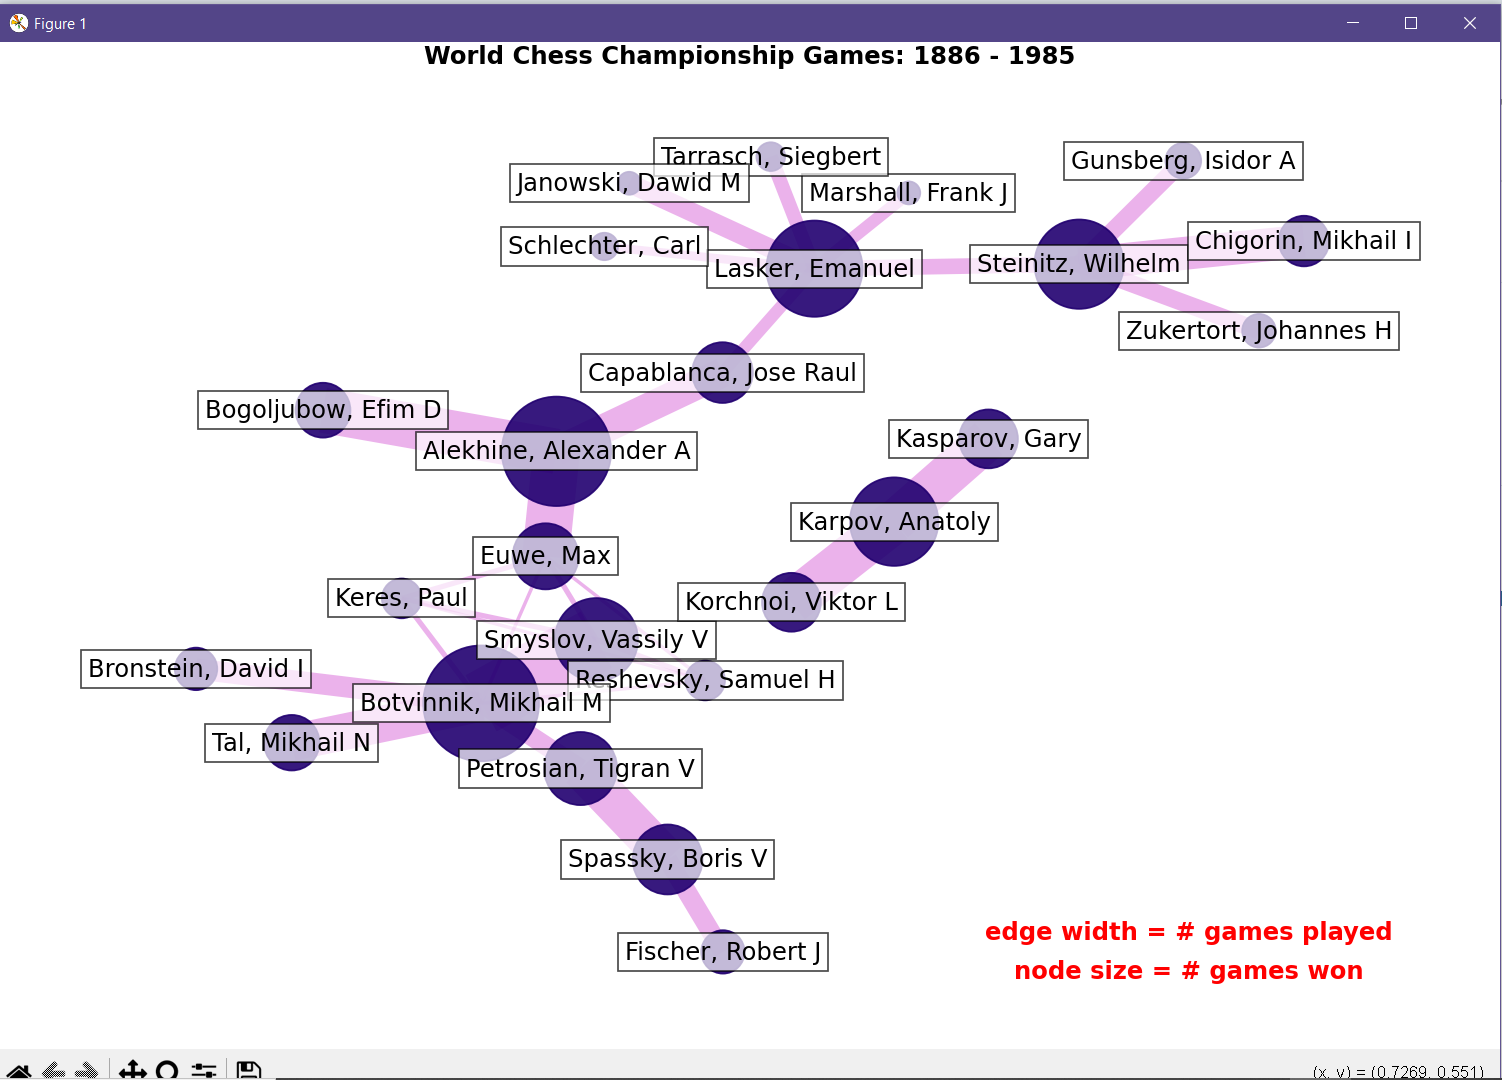 Figure 1
World Chess Championship Games: 1886 - 1985
Tarrasch, Siegbert
Gunsberg, Isidor A
Janowski, Dawid M
Marshall, Frank J
Schlechter, Carl
Chigorin, Mikhail I
Lasker, Emanuel
Steinitz, Wilhelm
Zukertort, Johannes H
Capablanca, Jose Raul
Bogoljubow, Efim D
Alekhine, Alexander A
Kasparov, Gary
Karpov, Anatoly
Euwe, Max
Keres, Paul
Korchnoi, Viktor L
Smyslov, Vassily V
Bronstein, David I
Reshevsky, Samuel H
Botvinnik, Mikhail M
Tal, Mikhail N
Petrosian, Tigran V
Spassky, Boris V
Fischer, Robert J
edge width = # games played
node size = # games won
(x, y) = (0.7269, 0.551)